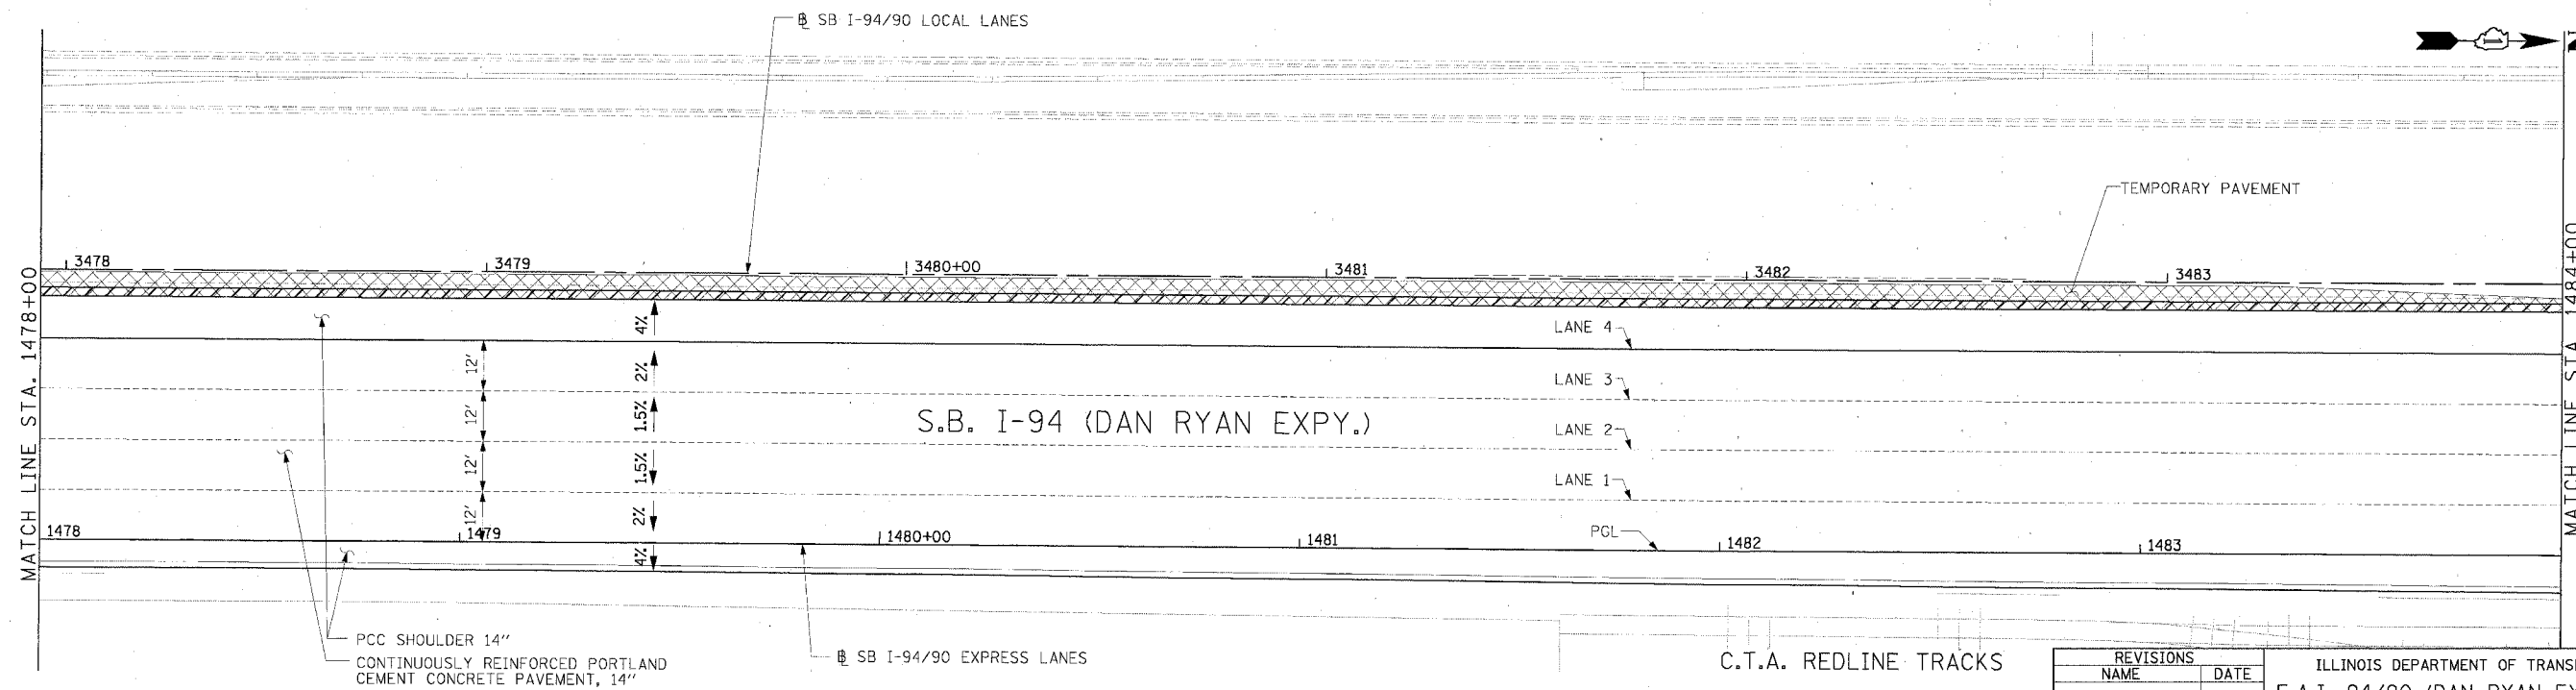 ℄ SB I-94/90 LOCAL LANES
TEMPORARY PAVEMENT
MATCH LINE STA. 1478+00
MATCH LINE STA. 1484+00
3478
3479
3480+00
3481
3482
3483
4%
2%
1.5%
1.5%
2%
4%
12'
12'
12'
12'
S.B. I-94 (DAN RYAN EXPY.)
LANE 4
LANE 3
LANE 2
LANE 1
PGL
1478
1479
1480+00
1481
1482
1483
PCC SHOULDER 14"
CONTINUOUSLY REINFORCED PORTLAND
CEMENT CONCRETE PAVEMENT, 14"
℄ SB I-94/90 EXPRESS LANES
C.T.A. REDLINE TRACKS
REVISIONS
NAME DATE
ILLINOIS DEPARTMENT OF